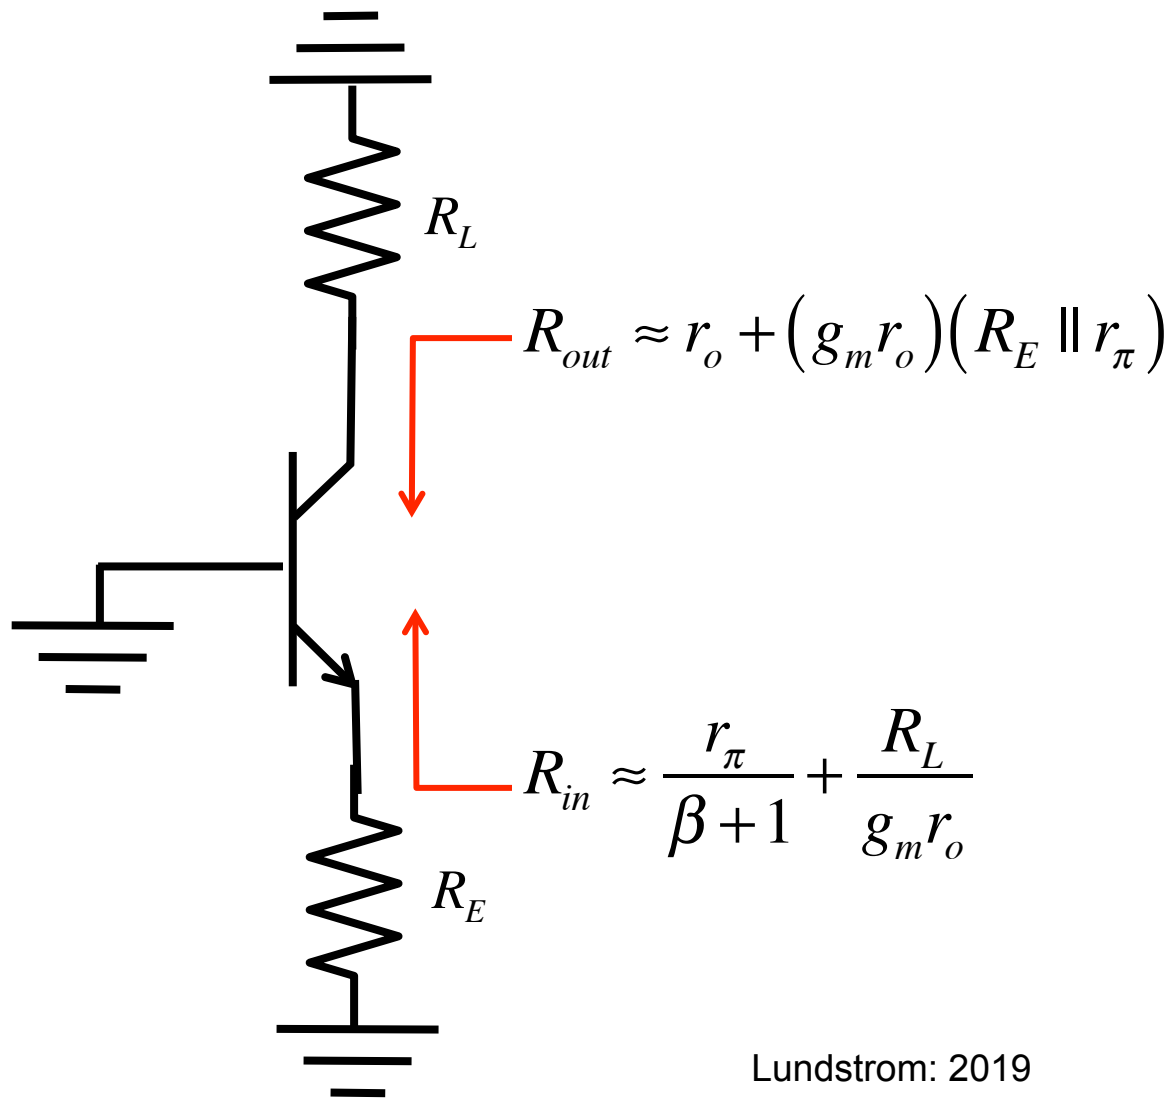 R_L
R_out ≈ r_o + (g_m r_o)(R_E || r_π)
R_in ≈ r_π/(β+1) + R_L/(g_m r_o)
R_E
Lundstrom: 2019